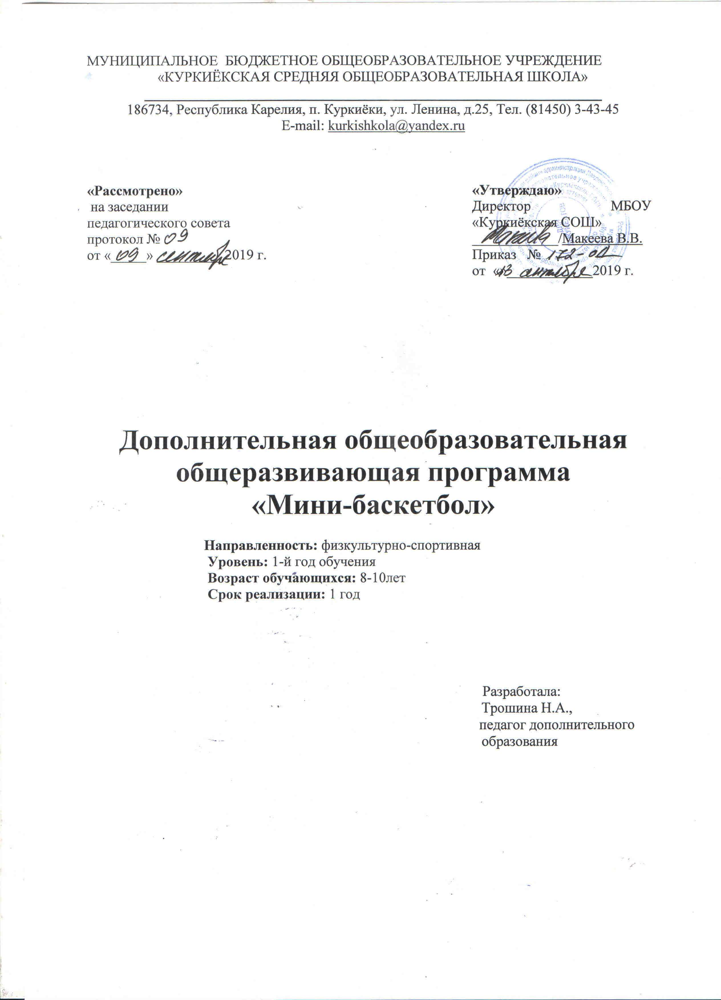 МУНИЦИПАЛЬНОЕ  БЮДЖЕТНОЕ ОБЩЕОБРАЗОВАТЕЛЬНОЕ УЧРЕЖДЕНИЕ
«КУРКИЁКСКАЯ СРЕДНЯЯ ОБЩЕОБРАЗОВАТЕЛЬНАЯ ШКОЛА»
186734, Республика Карелия, п. Куркиёки, ул. Ленина, д.25, Тел. (81450) 3-43-45
E-mail: kurkishkola@yandex.ru
«Рассмотрено»
на заседании
педагогического совета
протокол № 09
от «09» сентября 2019 г.
«Утверждаю»
Директор МБОУ
«Куркиёкская СОШ»
/Макеева В.В.
Приказ № 172-од
от «13» сентября 2019 г.
Дополнительная общеобразовательная
общеразвивающая программа
«Мини-баскетбол»
Направленность: физкультурно-спортивная
Уровень: 1-й год обучения
Возраст обучающихся: 8-10лет
Срок реализации: 1 год
Разработала:
Трошина Н.А.,
педагог дополнительного
образования